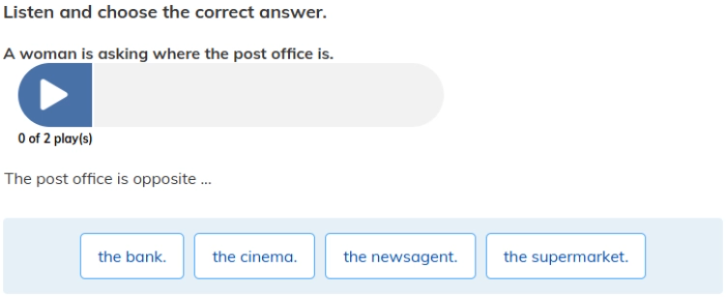 Listen and choose the correct answer.
A woman is asking where the post office is.
0 of 2 play(s)
The post office is opposite ...
the bank. the cinema. the newsagent. the supermarket.